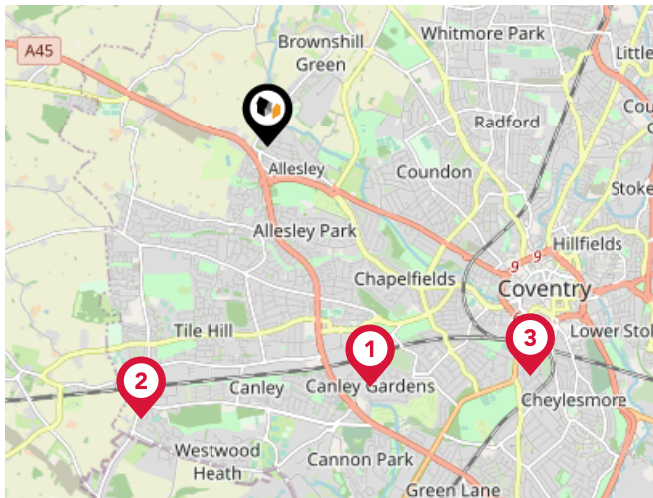 Whitmore Park
Brownshill
Green
A45
Little
Cou
Radford
Allesley
Coundon
Stoke
Allesley Park
Hillfields
9
9
Chapelfields
Coventry
Tile Hill
Lower Stol
3
1
2
Canley
Canley Gardens
Cheylesmore
Westwood
Heath
Cannon Park
Green Lane